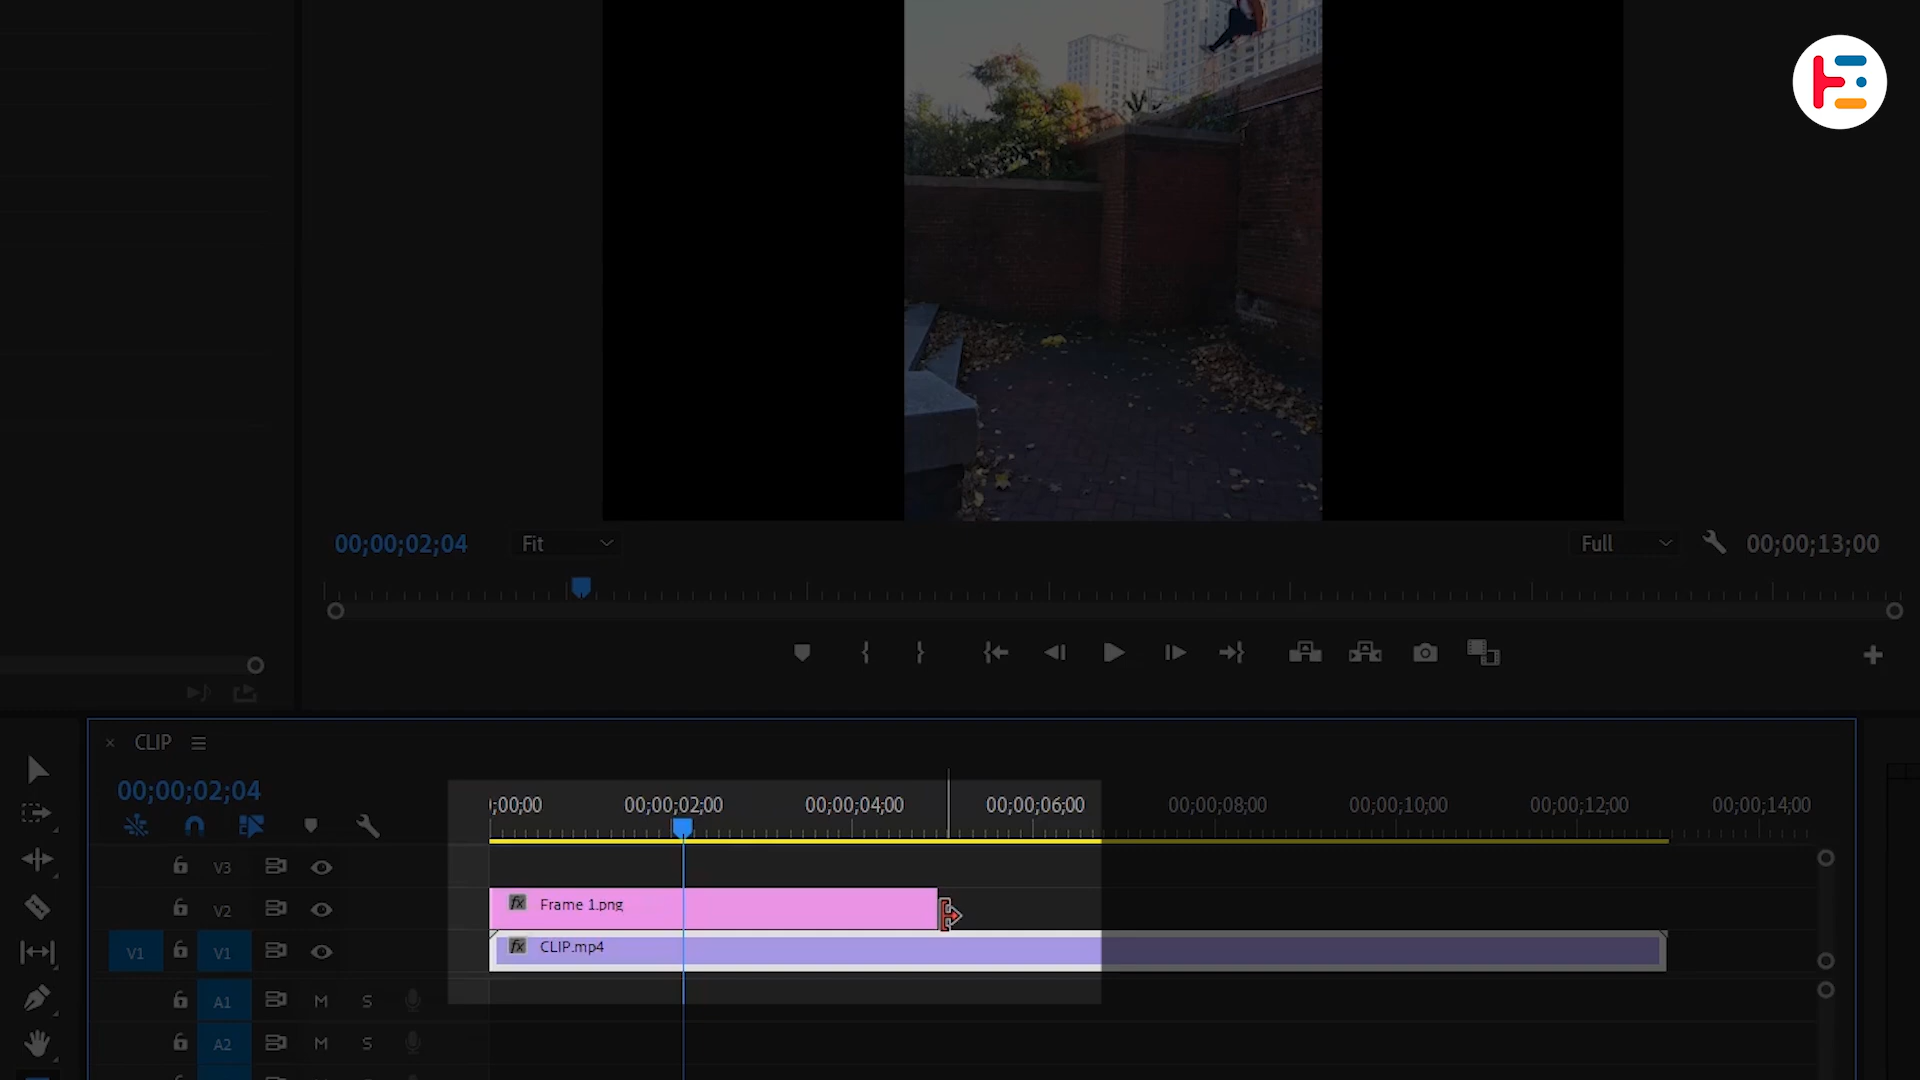 00;00;02;04
Fit
Full
00;00;13;00
CLIP
00;00;02;04
;00;00
00;00;02;00
00;00;04;00
00;00;06;00
00;00;08;00
00;00;10;00
00;00;12;00
00;00;14;00
V3
V2
fx Frame 1.png
V1
V1
fx CLIP.mp4
A1
M
S
A2
M
S